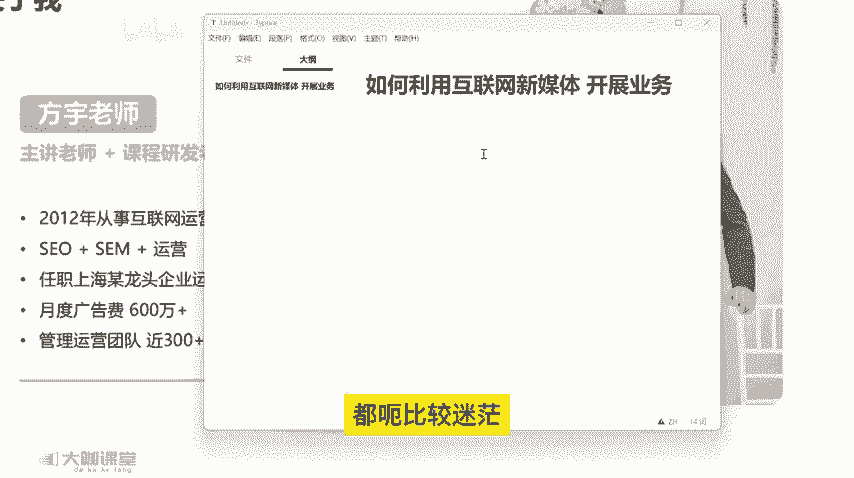 于我
方宇老师
主讲老师 + 课程研发
• 2012年从事互联网运营
• SEO + SEM + 运营
• 任职上海某龙头企业运
• 月度广告费 600万+
• 管理运营团队 近300+
Untitled - Typora
文件(F) 编辑(E) 段落(P) 格式(O) 视图(V) 主题(T) 帮助(H)
文件 大纲
如何利用互联网新媒体 开展业务
如何利用互联网新媒体 开展业务
ZH 14 词
都呃比较迷茫
大咖课堂
da ka ke tang